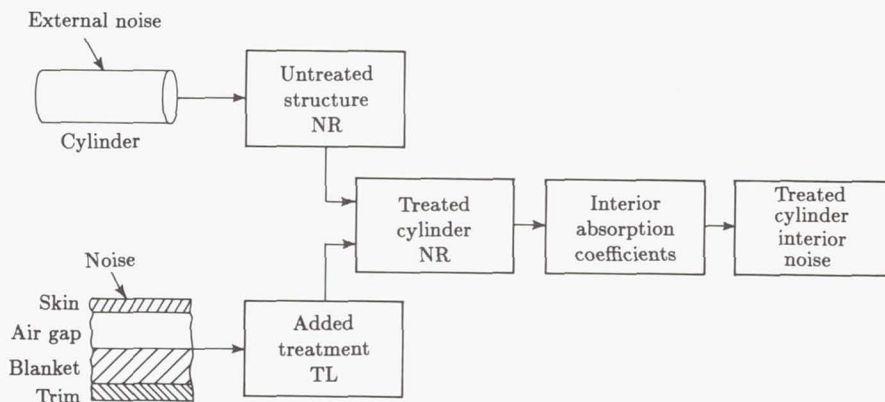 External noise
Cylinder
Untreated
structure
NR
Treated
cylinder
NR
Interior
absorption
coefficients
Treated
cylinder
interior
noise
Noise
Skin
Air gap
Blanket
Trim
Added
treatment
TL